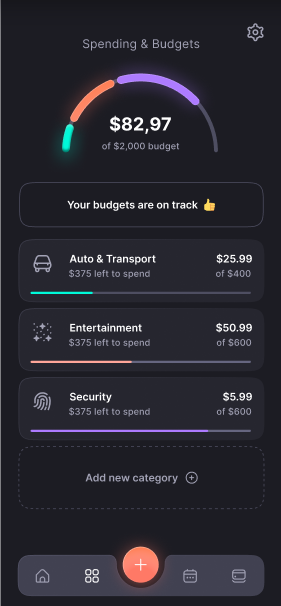 Spending & Budgets
$82,97
of $2,000 budget
Your budgets are on track 👍
Auto & Transport
$25.99
$375 left to spend
of $400
Entertainment
$50.99
$375 left to spend
of $600
Security
$5.99
$375 left to spend
of $600
Add new category